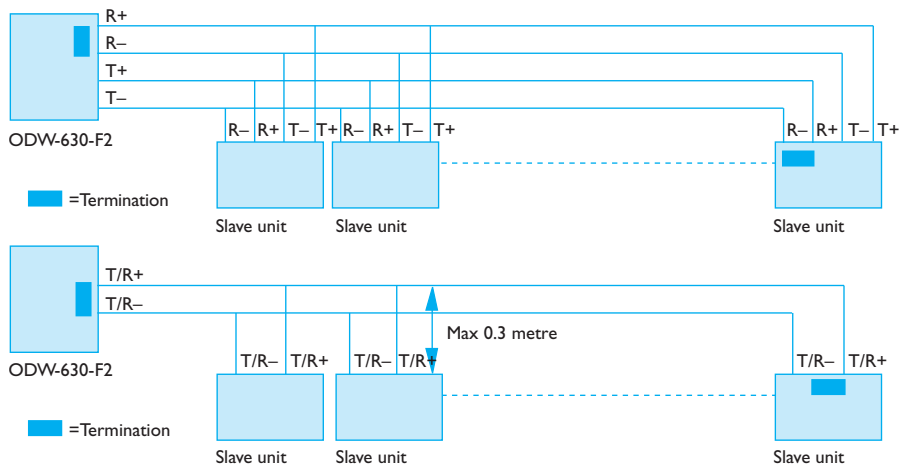 R+
R–
T+
T–
ODW-630-F2
R– R+ T– T+ R– R+ T– T+ R– R+ T– T+
=Termination
Slave unit Slave unit Slave unit
T/R+
T/R–
Max 0.3 metre
T/R– T/R+ T/R– T/R+ T/R– T/R+
ODW-630-F2
=Termination
Slave unit Slave unit Slave unit